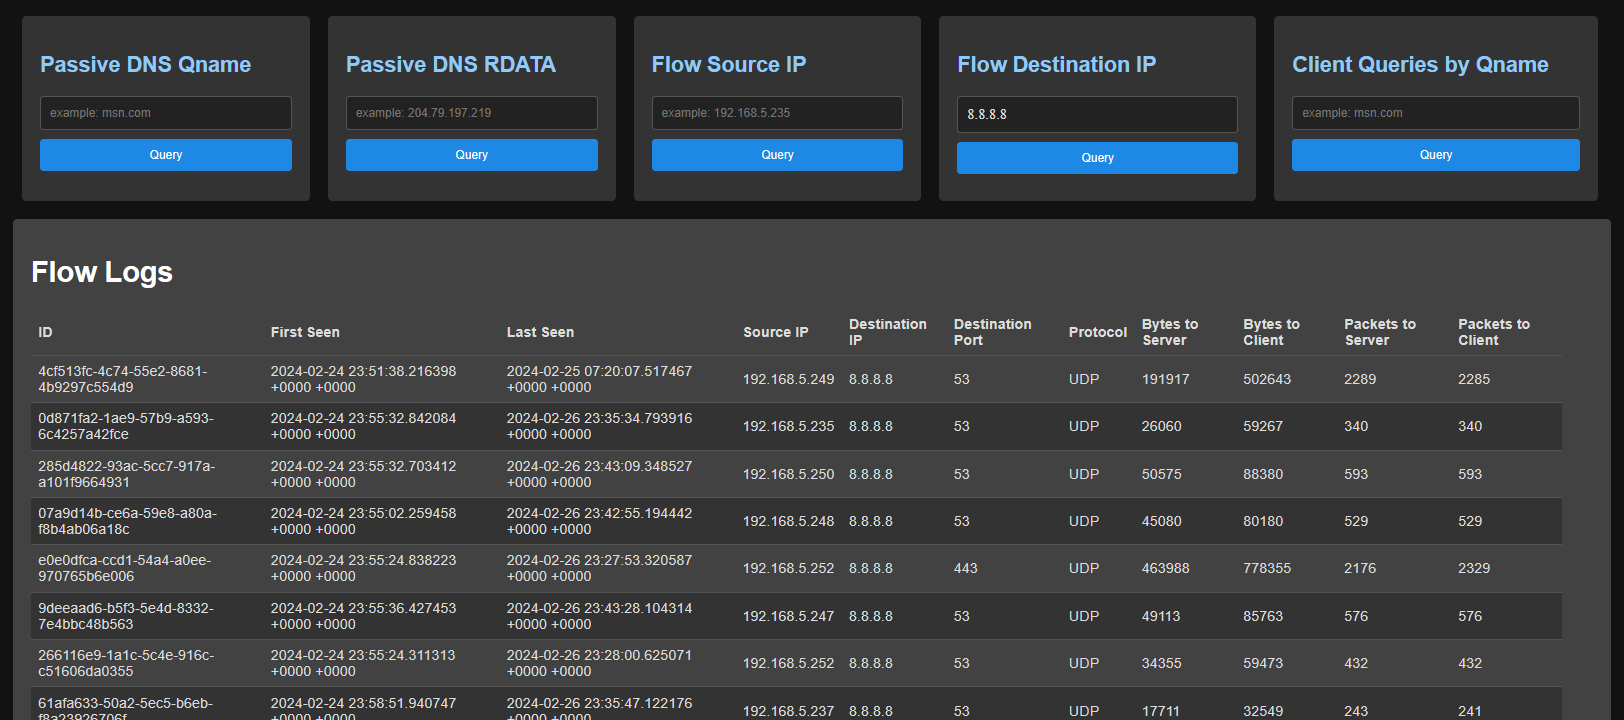 Passive DNS Qname
example: msn.com
Query
Passive DNS RDATA
example: 204.79.197.219
Query
Flow Source IP
example: 192.168.5.235
Query
Flow Destination IP
8.8.8.8
Query
Client Queries by Qname
example: msn.com
Query
Flow Logs
ID First Seen Last Seen Source IP Destination IP Destination Port Protocol Bytes to Server Bytes to Client Packets to Server Packets to Client
4cf513fc-4c74-55e2-8681-4b9297c554d9 2024-02-24 23:51:38.216398 +0000 +0000 2024-02-25 07:20:07.517467 +0000 +0000 192.168.5.249 8.8.8.8 53 UDP 191917 502643 2289 2285
0d871fa2-1ae9-57b9-a593-6c4257a42fce 2024-02-24 23:55:32.842084 +0000 +0000 2024-02-26 23:35:34.793916 +0000 +0000 192.168.5.235 8.8.8.8 53 UDP 26060 59267 340 340
285d4822-93ac-5cc7-917a-a101f9664931 2024-02-24 23:55:32.703412 +0000 +0000 2024-02-26 23:43:09.348527 +0000 +0000 192.168.5.250 8.8.8.8 53 UDP 50575 88380 593 593
07a9d14b-ce6a-59e8-a80a-f8b4ab06a18c 2024-02-24 23:55:02.259458 +0000 +0000 2024-02-26 23:42:55.194442 +0000 +0000 192.168.5.248 8.8.8.8 53 UDP 45080 80180 529 529
e0e0dfca-ccd1-54a4-a0ee-970765b6e006 2024-02-24 23:55:24.838223 +0000 +0000 2024-02-26 23:27:53.320587 +0000 +0000 192.168.5.252 8.8.8.8 443 UDP 463988 778355 2176 2329
9deeaad6-b5f3-5e4d-8332-7e4bbc48b563 2024-02-24 23:55:36.427453 +0000 +0000 2024-02-26 23:43:28.104314 +0000 +0000 192.168.5.247 8.8.8.8 53 UDP 49113 85763 576 576
266116e9-1a1c-5c4e-916c-c51606da0355 2024-02-24 23:55:24.311313 +0000 +0000 2024-02-26 23:28:00.625071 +0000 +0000 192.168.5.252 8.8.8.8 53 UDP 34355 59473 432 432
61afa633-50a2-5ec5-b6eb-f8a23926706f 2024-02-24 23:58:51.940747 +0000 +0000 2024-02-26 23:35:47.122176 +0000 +0000 192.168.5.237 8.8.8.8 53 UDP 17711 32549 243 241